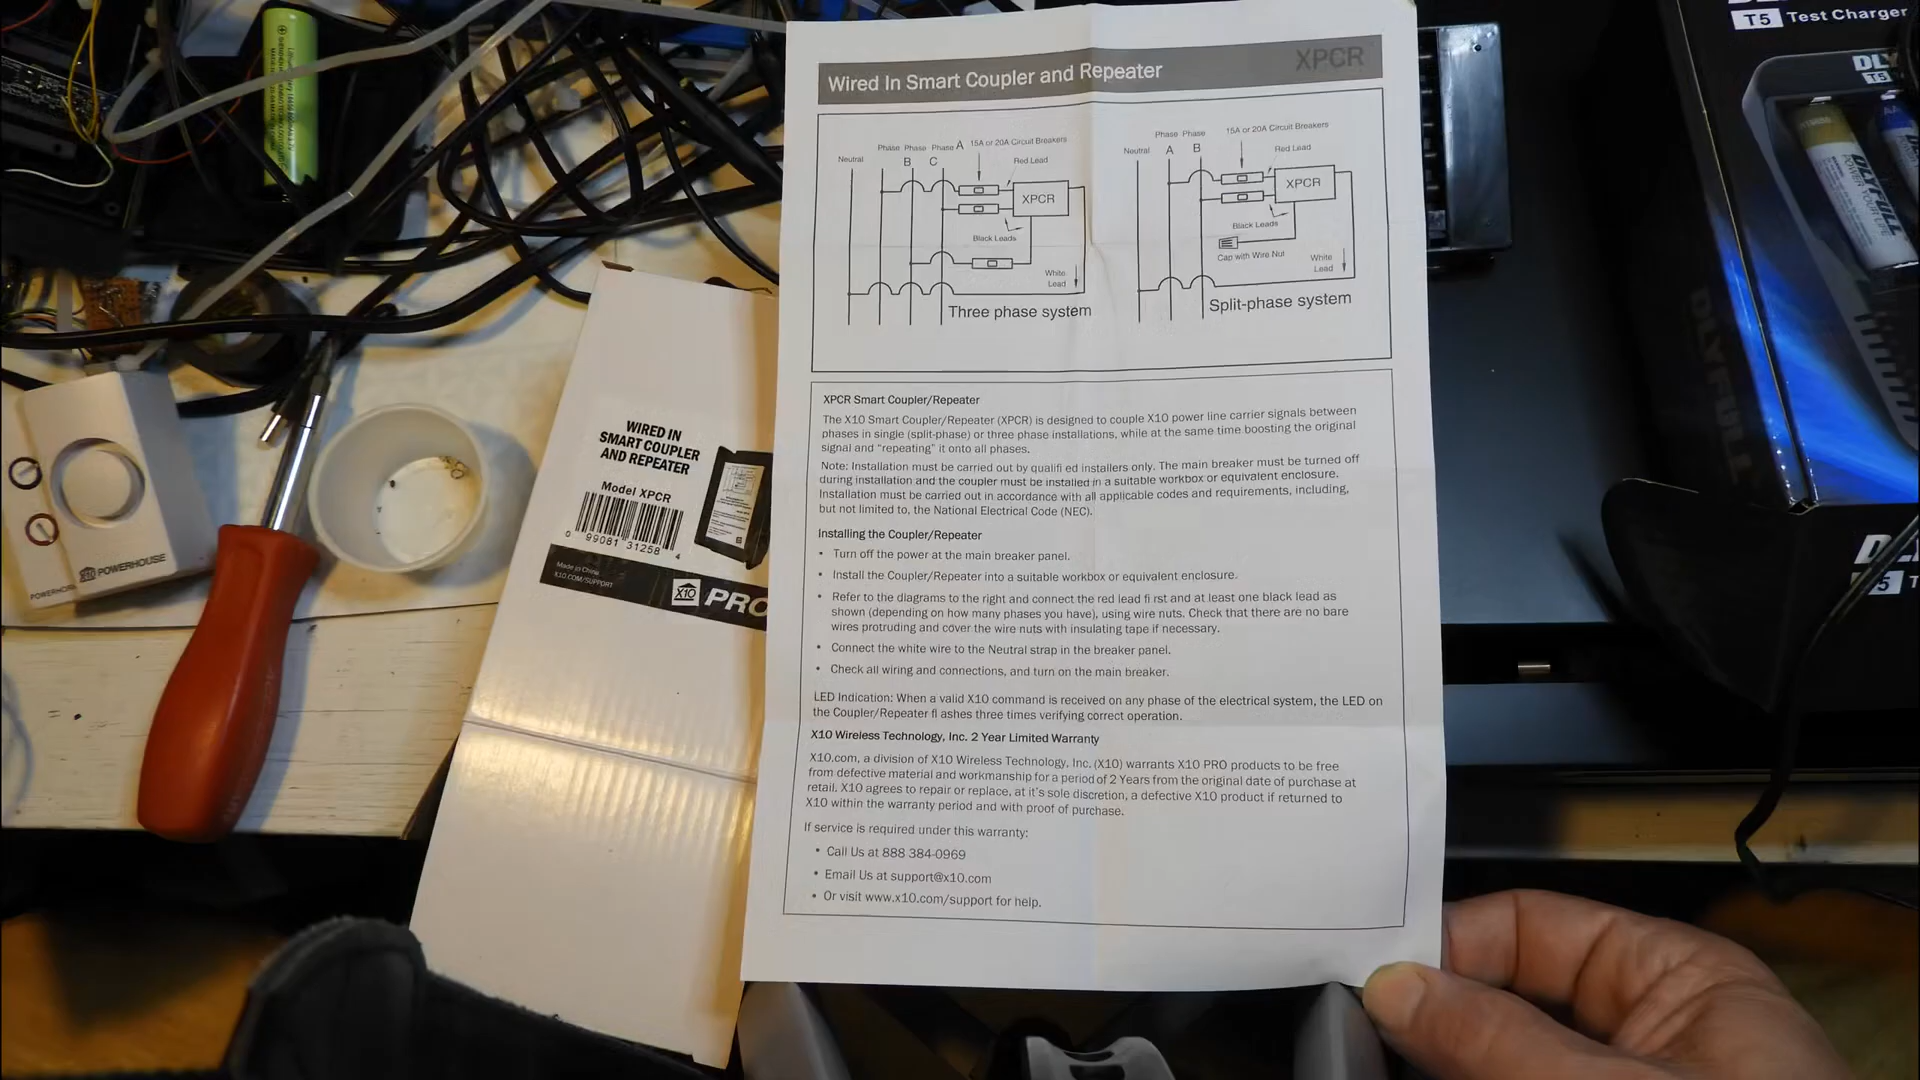 T5 Test Charger
DLY
T5
DLYFULL
POWER YOUR LIFE
DLYFULL
DL
5 T
Wired In Smart Coupler and Repeater
XPCR
Neutral
Phase Phase Phase A
B C
15A or 20A Circuit Breakers
Red Lead
XPCR
Black Leads
White
Lead
Three phase system
Neutral
Phase Phase
A B
15A or 20A Circuit Breakers
Red Lead
XPCR
Black Leads
Cap with Wire Nut
White
Lead
Split-phase system
XPCR Smart Coupler/Repeater
The X10 Smart Coupler/Repeater (XPCR) is designed to couple X10 power line carrier signals between
phases in single (split-phase) or three phase installations, while at the same time boosting the original
signal and "repeating" it onto all phases.
Note: Installation must be carried out by qualifi ed installers only. The main breaker must be turned off
during installation and the coupler must be installed in a suitable workbox or equivalent enclosure.
Installation must be carried out in accordance with all applicable codes and requirements, including,
but not limited to, the National Electrical Code (NEC).
Installing the Coupler/Repeater
• Turn off the power at the main breaker panel.
• Install the Coupler/Repeater into a suitable workbox or equivalent enclosure.
• Refer to the diagrams to the right and connect the red lead fi rst and at least one black lead as
shown (depending on how many phases you have), using wire nuts. Check that there are no bare
wires protruding and cover the wire nuts with insulating tape if necessary.
• Connect the white wire to the Neutral strap in the breaker panel.
• Check all wiring and connections, and turn on the main breaker.
LED Indication: When a valid X10 command is received on any phase of the electrical system, the LED on
the Coupler/Repeater fl ashes three times verifying correct operation.
X10 Wireless Technology, Inc. 2 Year Limited Warranty
X10.com, a division of X10 Wireless Technology, Inc. (X10) warrants X10 PRO products to be free
from defective material and workmanship for a period of 2 Years from the original date of purchase at
retail. X10 agrees to repair or replace, at it's sole discretion, a defective X10 product if returned to
X10 within the warranty period and with proof of purchase.
If service is required under this warranty:
• Call Us at 888 384-0969
• Email Us at support@x10.com
• Or visit www.x10.com/support for help.
WIRED IN
SMART COUPLER
AND REPEATER
Model XPCR
0 99081 31258 4
Made in China
X10.COM/SUPPORT
X10 PRO
X10 POWERHOUSE